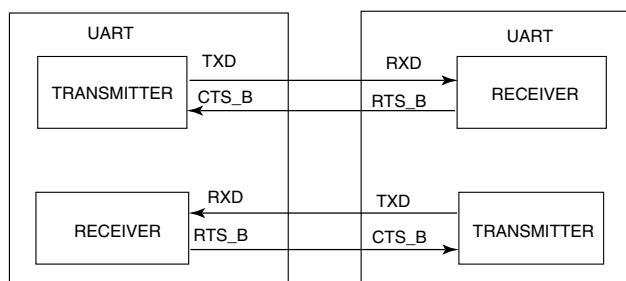 UART
UART
TXD
RXD
TRANSMITTER
CTS_B
RTS_B
RECEIVER
RXD
TXD
RECEIVER
RTS_B
CTS_B
TRANSMITTER